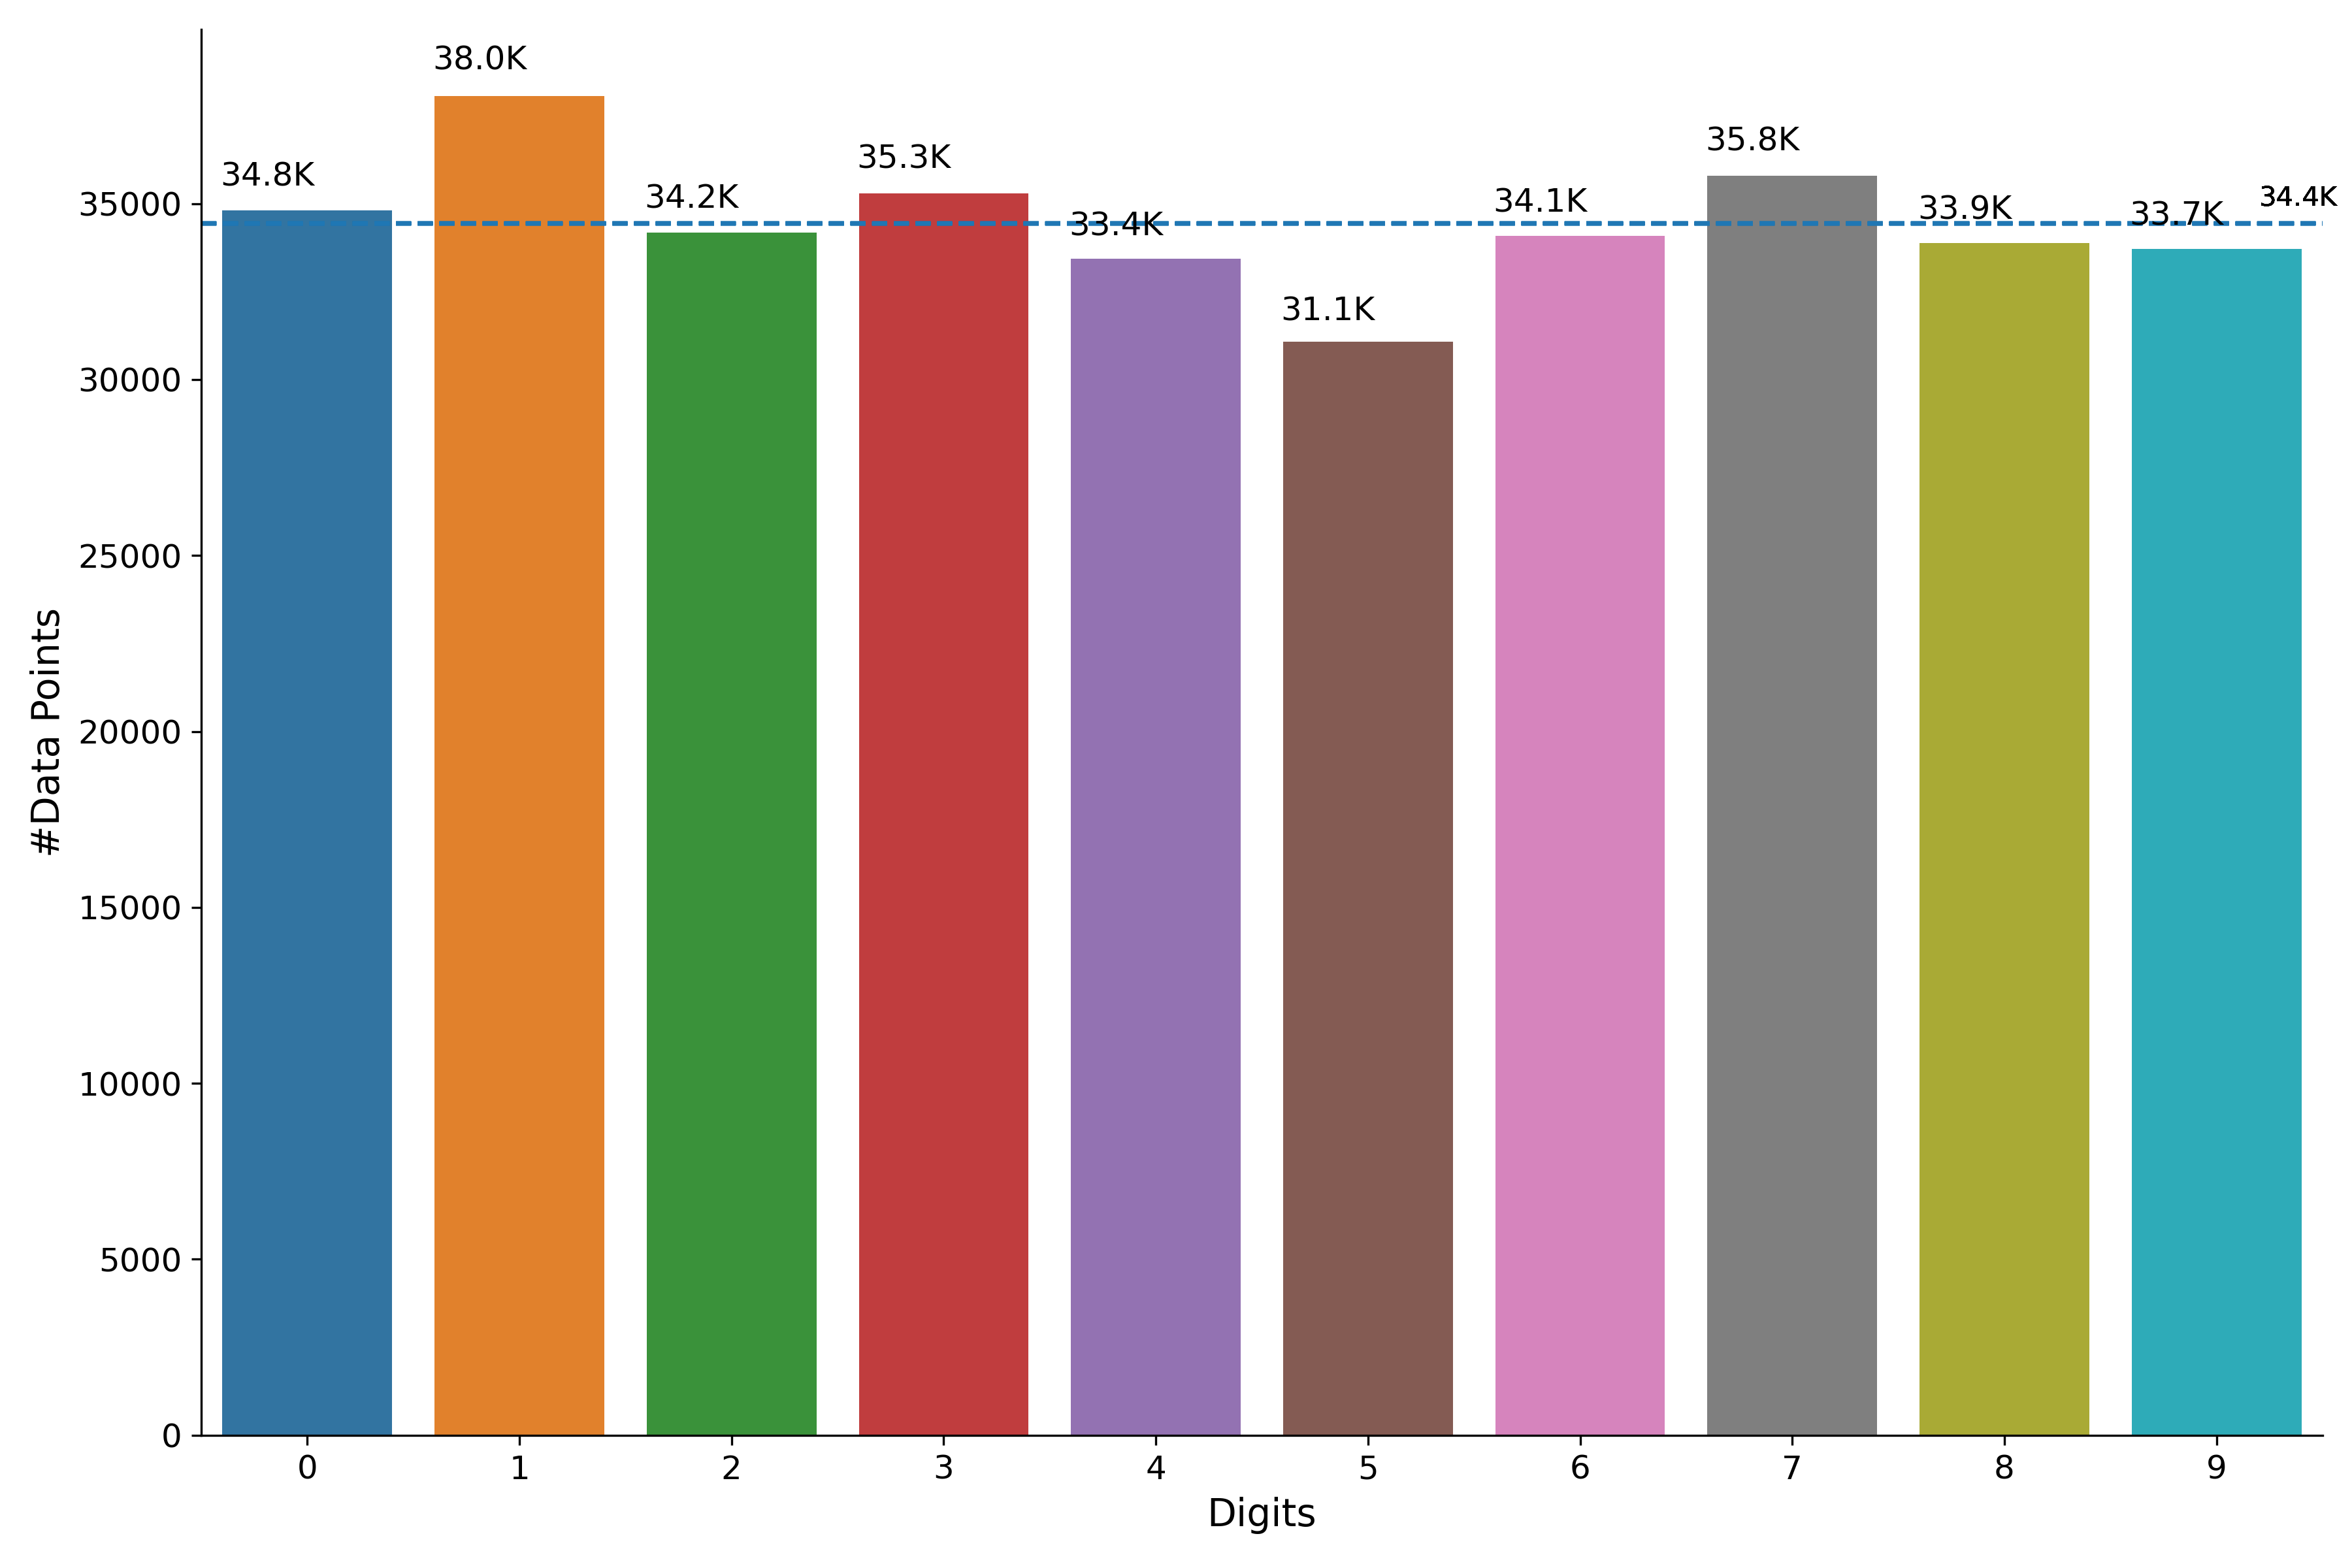 38.0K
35.8K
35.3K
34.8K
34.2K
34.1K
34.4K
33.9K
33.7K
33.4K
31.1K
35000
30000
25000
20000
15000
10000
5000
0
#Data Points
0 1 2 3 4 5 6 7 8 9
Digits